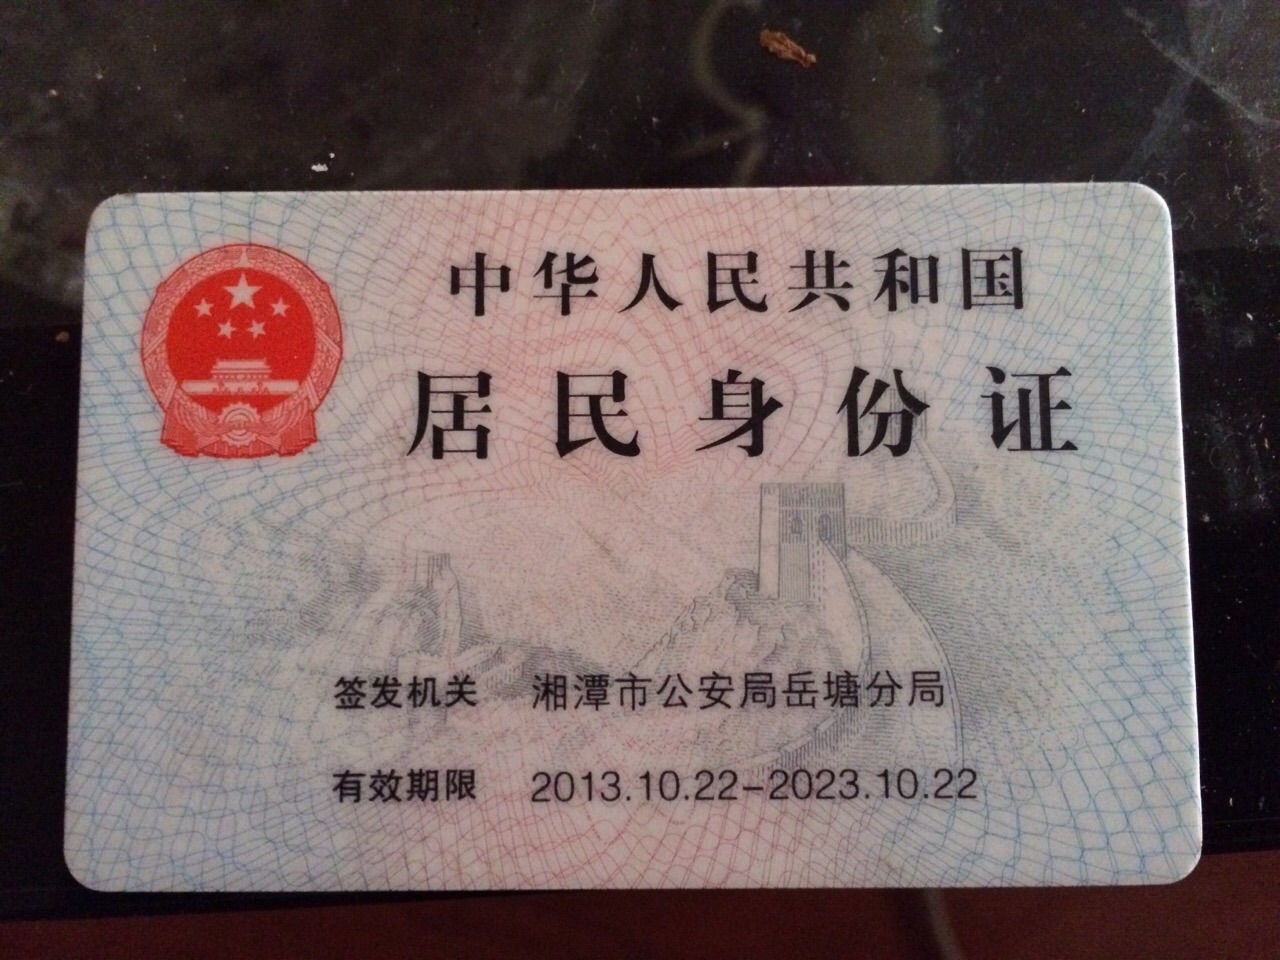 中华人民共和国
居民身份证
签发机关 湘潭市公安局岳塘分局
有效期限 2013.10.22-2023.10.22